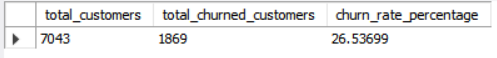 total_customers total_churned_customers churn_rate_percentage
7043 1869 26.53699